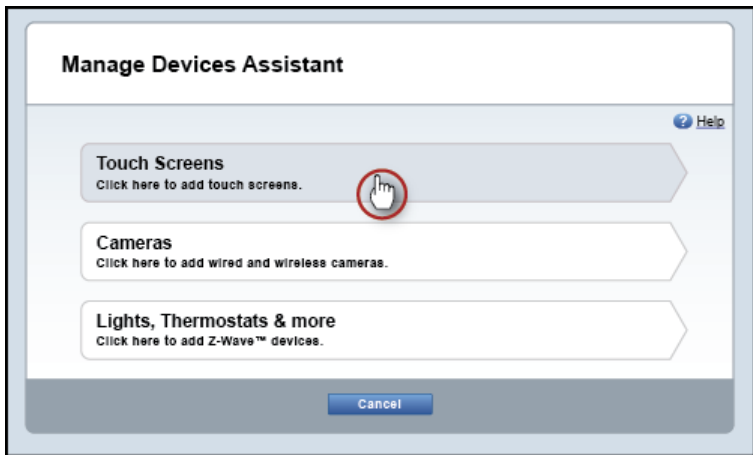 Manage Devices Assistant
Help
Touch Screens
Click here to add touch screens.
Cameras
Click here to add wired and wireless cameras.
Lights, Thermostats & more
Click here to add Z-Wave™ devices.
Cancel